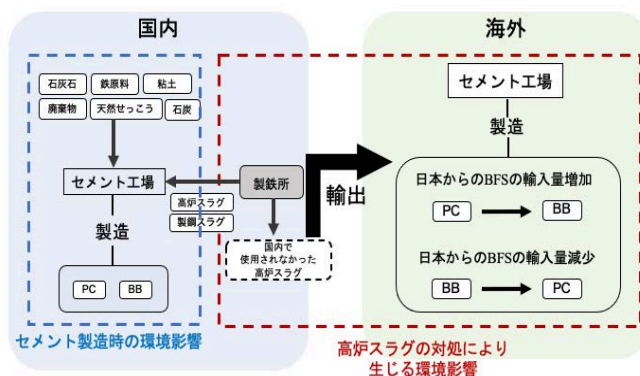 国内
海外
石灰石
鉄原料
粘土
廃棄物
天然せっこう
石炭
セメント工場
製造
PC
BB
セメント製造時の環境影響
製鉄所
高炉スラグ
製鋼スラグ
国内で
使用されなかった
高炉スラグ
輸出
セメント工場
製造
日本からのBFSの輸入量増加
PC
BB
日本からのBFSの輸入量減少
BB
PC
高炉スラグの対処により
生じる環境影響